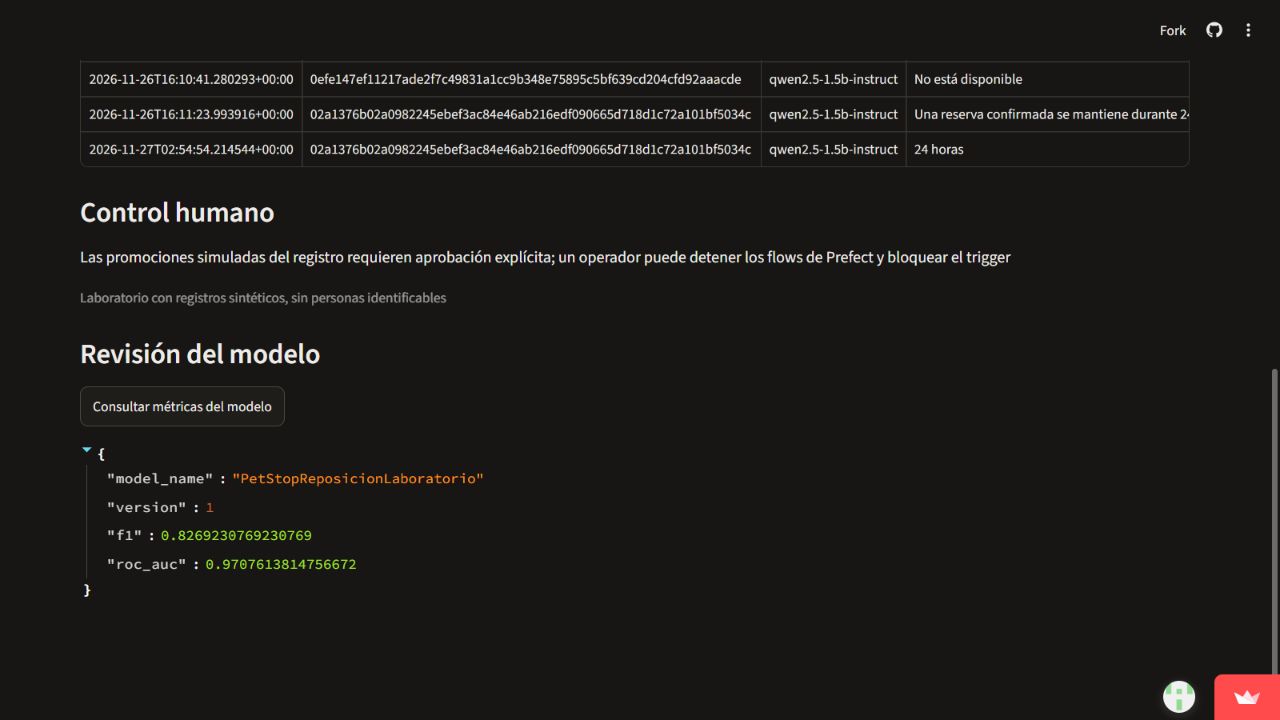 Fork
2026-11-26T16:10:41.280293+00:00 0efe147ef11217ade2f7c49831a1cc9b348e75895c5bf639cd204cfd92aaacde qwen2.5-1.5b-instruct No está disponible
2026-11-26T16:11:23.993916+00:00 02a1376b02a0982245ebef3ac84e46ab216edf090665d718d1c72a101bf5034c qwen2.5-1.5b-instruct Una reserva confirmada se mantiene durante 24
2026-11-27T02:54:54.214544+00:00 02a1376b02a0982245ebef3ac84e46ab216edf090665d718d1c72a101bf5034c qwen2.5-1.5b-instruct 24 horas
Control humano
Las promociones simuladas del registro requieren aprobación explícita; un operador puede detener los flows de Prefect y bloquear el trigger
Laboratorio con registros sintéticos, sin personas identificables
Revisión del modelo
Consultar métricas del modelo
{
"model_name" : "PetStopReposicionLaboratorio"
"version" : 1
"f1" : 0.8269230769230769
"roc_auc" : 0.9707613814756672
}